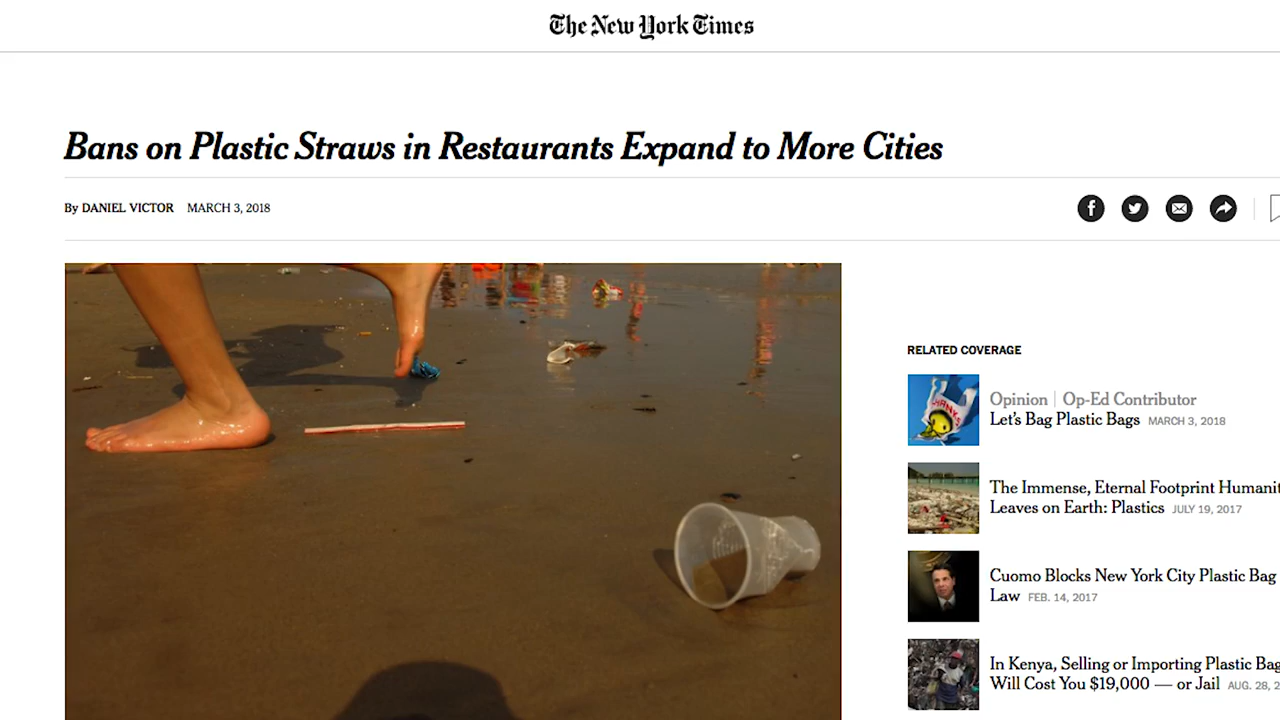 The New York Times
Bans on Plastic Straws in Restaurants Expand to More Cities
By DANIEL VICTOR MARCH 3, 2018
RELATED COVERAGE
Opinion | Op-Ed Contributor
Let's Bag Plastic Bags MARCH 3, 2018
The Immense, Eternal Footprint
Leaves on Earth: Plastics JULY 19, 2017
Cuomo Blocks New York City Plastic Bag
Law FEB. 14, 2017
In Kenya, Selling or Importing Plastic
Will Cost You $19,000 — or Jail AUG. 28,
THANK